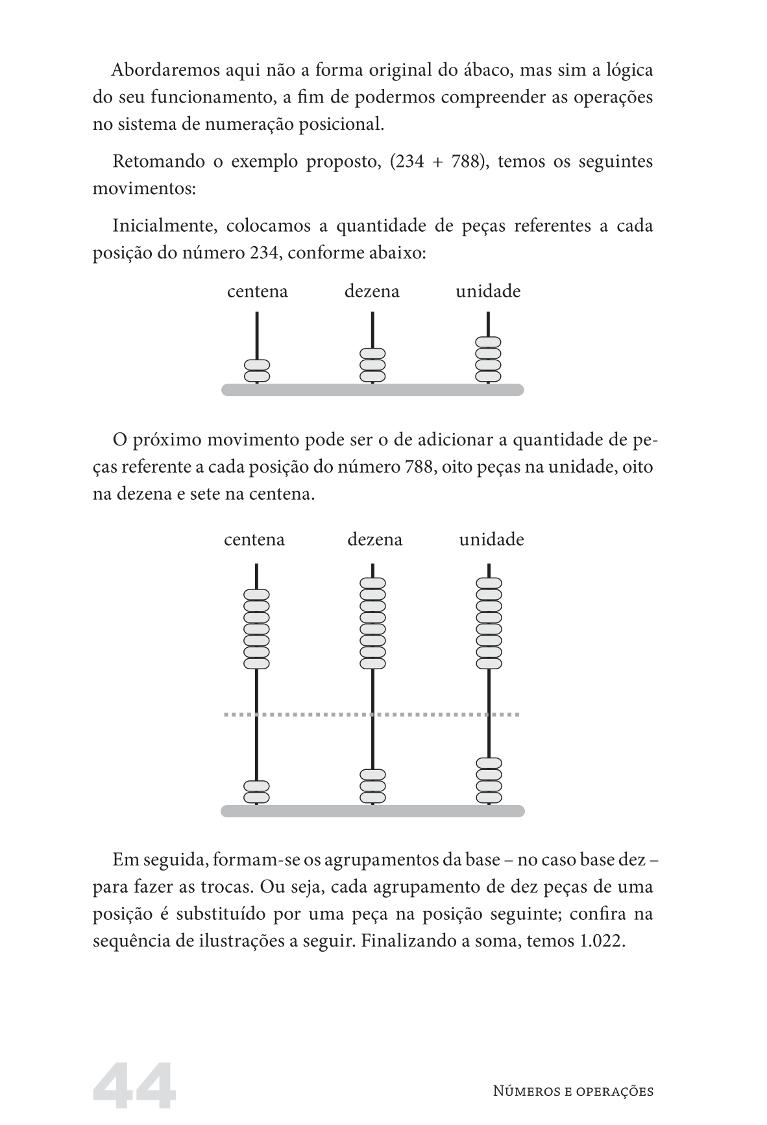 Abordaremos aqui não a forma original do ábaco, mas sim a lógica
do seu funcionamento, a fim de podermos compreender as operações
no sistema de numeração posicional.
Retomando o exemplo proposto, (234 + 788), temos os seguintes
movimentos:
Inicialmente, colocamos a quantidade de peças referentes a cada
posição do número 234, conforme abaixo:
centena dezena unidade
O próximo movimento pode ser o de adicionar a quantidade de pe-
ças referente a cada posição do número 788, oito peças na unidade, oito
na dezena e sete na centena.
centena dezena unidade
Em seguida, formam-se os agrupamentos da base – no caso base dez –
para fazer as trocas. Ou seja, cada agrupamento de dez peças de uma
posição é substituído por uma peça na posição seguinte; confira na
sequência de ilustrações a seguir. Finalizando a soma, temos 1.022.
44 Números e operações